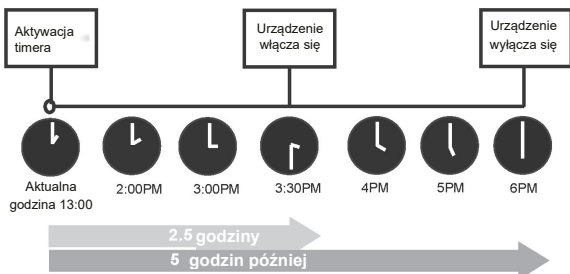 Aktywacja
timera
Urządzenie
włącza się
Urządzenie
wyłącza się
Aktualna
godzina 13:00
2:00PM
3:00PM
3:30PM
4PM
5PM
6PM
2.5 godziny
5 godzin później